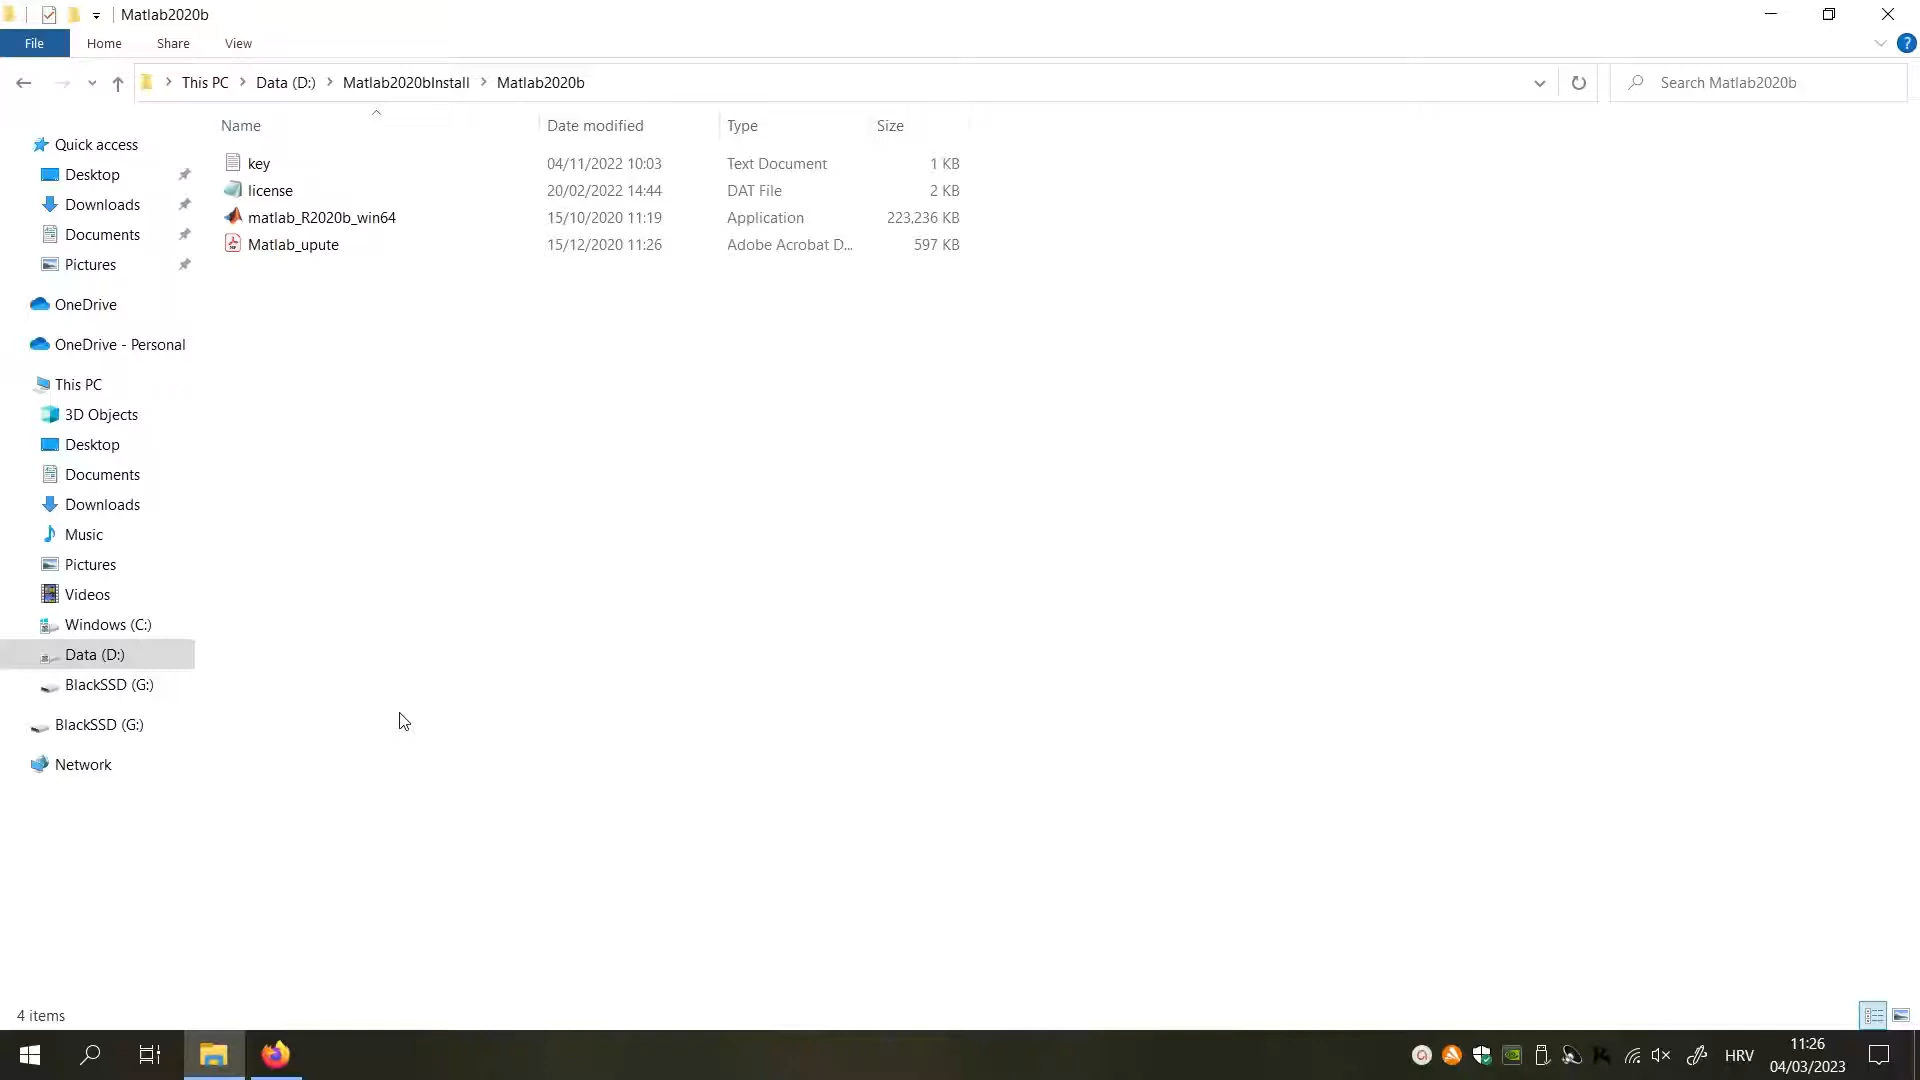 Matlab2020b
File Home Share View
This PC Data (D:) Matlab2020bInstall Matlab2020b
Search Matlab2020b
Name Date modified Type Size
key 04/11/2022 10:03 Text Document 1 KB
license 20/02/2022 14:44 DAT File 2 KB
matlab_R2020b_win64 15/10/2020 11:19 Application 223,236 KB
Matlab_upute 15/12/2020 11:26 Adobe Acrobat D... 597 KB
Quick access
Desktop
Downloads
Documents
Pictures
OneDrive
OneDrive - Personal
This PC
3D Objects
Desktop
Documents
Downloads
Music
Pictures
Videos
Windows (C:)
Data (D:)
BlackSSD (G:)
BlackSSD (G:)
Network
4 items
HRV
11:26
04/03/2023